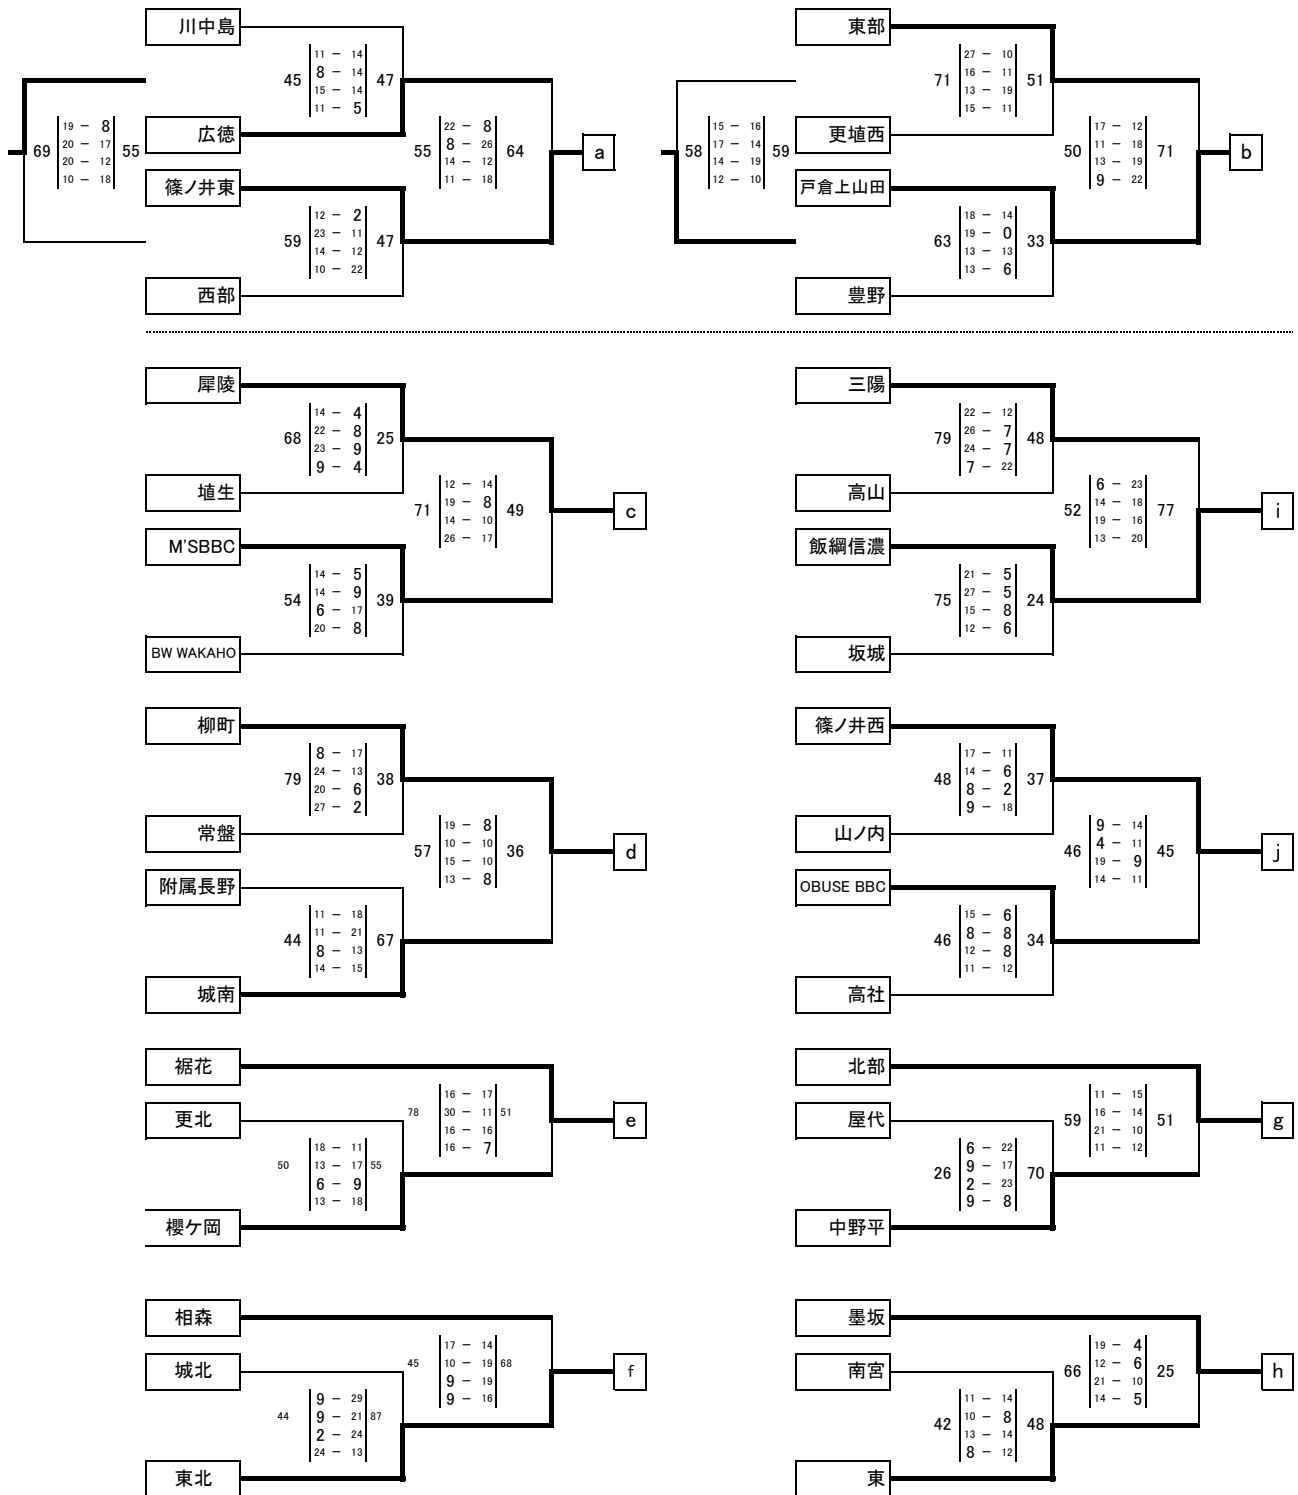 川中島
45
11 － 14
8 － 14
15 － 14
11 － 5
47
広徳
69
19 － 8
20 － 17
20 － 12
10 － 18
55
55
22 － 8
8 － 26
14 － 12
11 － 18
64
a
篠ノ井東
59
12 － 2
23 － 11
14 － 12
10 － 22
47
西部
東部
71
27 － 10
16 － 11
13 － 19
15 － 11
51
更埴西
58
15 － 16
17 － 14
14 － 19
12 － 10
59
50
17 － 12
11 － 18
13 － 19
9 － 22
71
b
戸倉上山田
63
18 － 14
19 － 0
13 － 13
13 － 6
33
豊野
犀陵
68
14 － 4
22 － 8
23 － 9
9 － 4
25
埴生
71
12 － 14
19 － 8
14 － 10
26 － 17
49
c
M'SBBC
54
14 － 5
14 － 9
6 － 17
20 － 8
39
BW WAKAHO
三陽
79
22 － 12
26 － 7
24 － 7
7 － 22
48
高山
52
6 － 23
14 － 18
19 － 16
13 － 20
77
i
飯綱信濃
75
21 － 5
27 － 5
15 － 8
12 － 6
24
坂城
柳町
79
8 － 17
24 － 13
20 － 6
27 － 2
38
常盤
57
19 － 8
10 － 10
15 － 10
13 － 8
36
d
附属長野
44
11 － 18
11 － 21
8 － 13
14 － 15
67
城南
篠ノ井西
48
17 － 11
14 － 6
8 － 2
9 － 18
37
山ノ内
46
9 － 14
4 － 11
19 － 9
14 － 11
45
j
OBUSE BBC
46
15 － 6
8 － 8
12 － 8
11 － 12
34
高社
裾花
78
16 － 17
30 － 11
16 － 16
16 － 7
51
e
更北
50
18 － 11
13 － 17
6 － 9
13 － 18
55
櫻ケ岡
北部
59
11 － 15
16 － 14
21 － 10
11 － 12
51
g
屋代
26
6 － 22
9 － 17
2 － 23
9 － 8
70
中野平
相森
45
17 － 14
10 － 19
9 － 19
9 － 16
68
f
城北
44
9 － 29
9 － 21
2 － 24
24 － 13
87
東北
墨坂
66
19 － 4
12 － 6
21 － 10
14 － 5
25
h
南宮
42
11 － 14
10 － 8
13 － 14
8 － 12
48
東